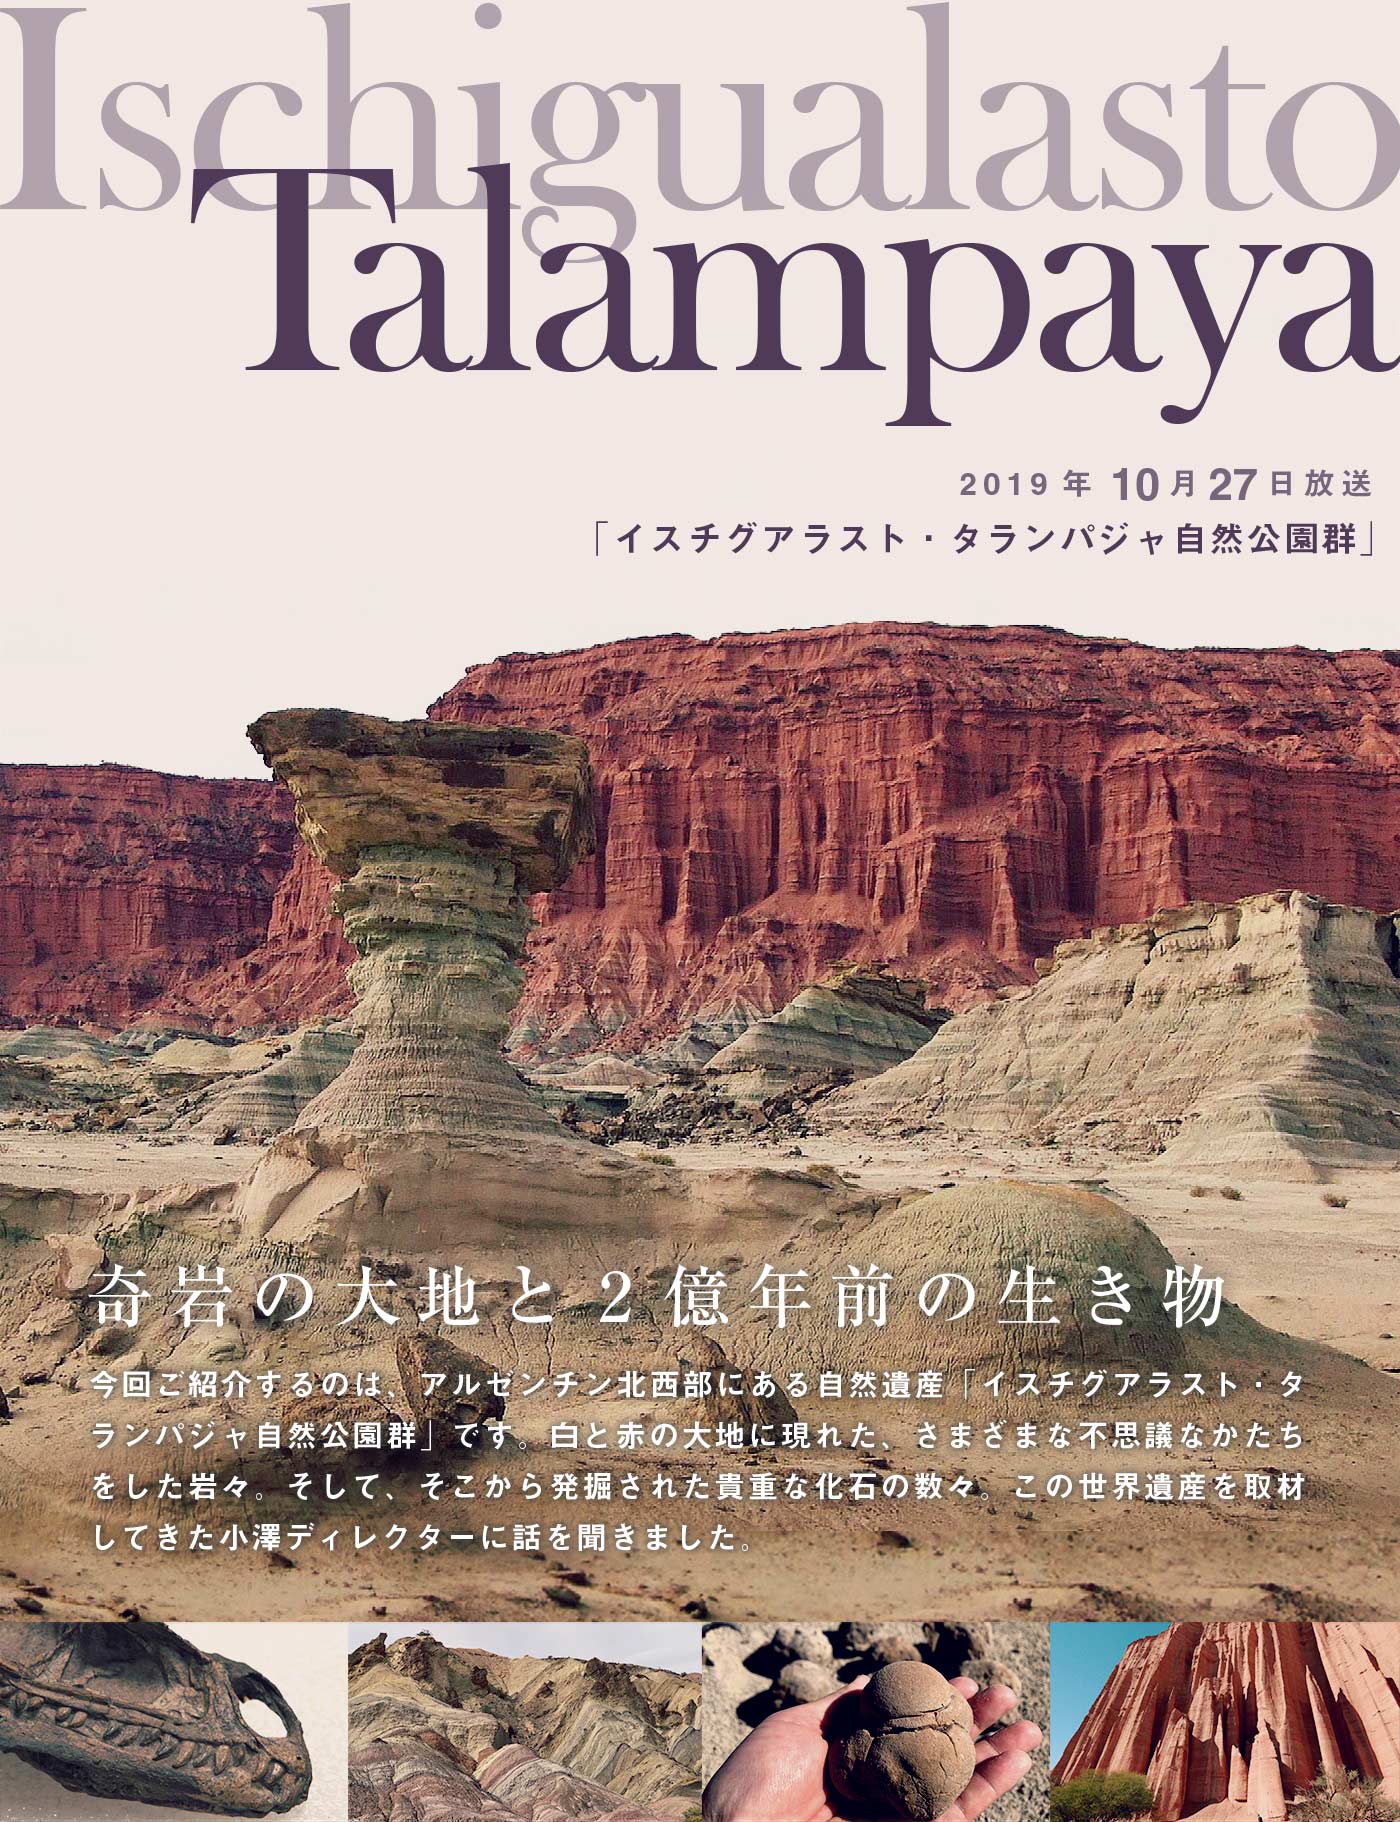 Ischigualasto
Talampaya
2019年 10月27日放送
「イスチグアラスト・タランパジャ自然公園群」
奇岩の大地と2億年前の生き物
今回ご紹介するのは、アルゼンチン北西部にある自然遺産「イスチグアラスト・タ
ランパジャ自然公園群」です。白と赤の大地に現れた、さまざまな不思議なかたち
をした岩々。そして、そこから発掘された貴重な化石の数々。この世界遺産を取材
してきた小澤ディレクターに話を聞きました。